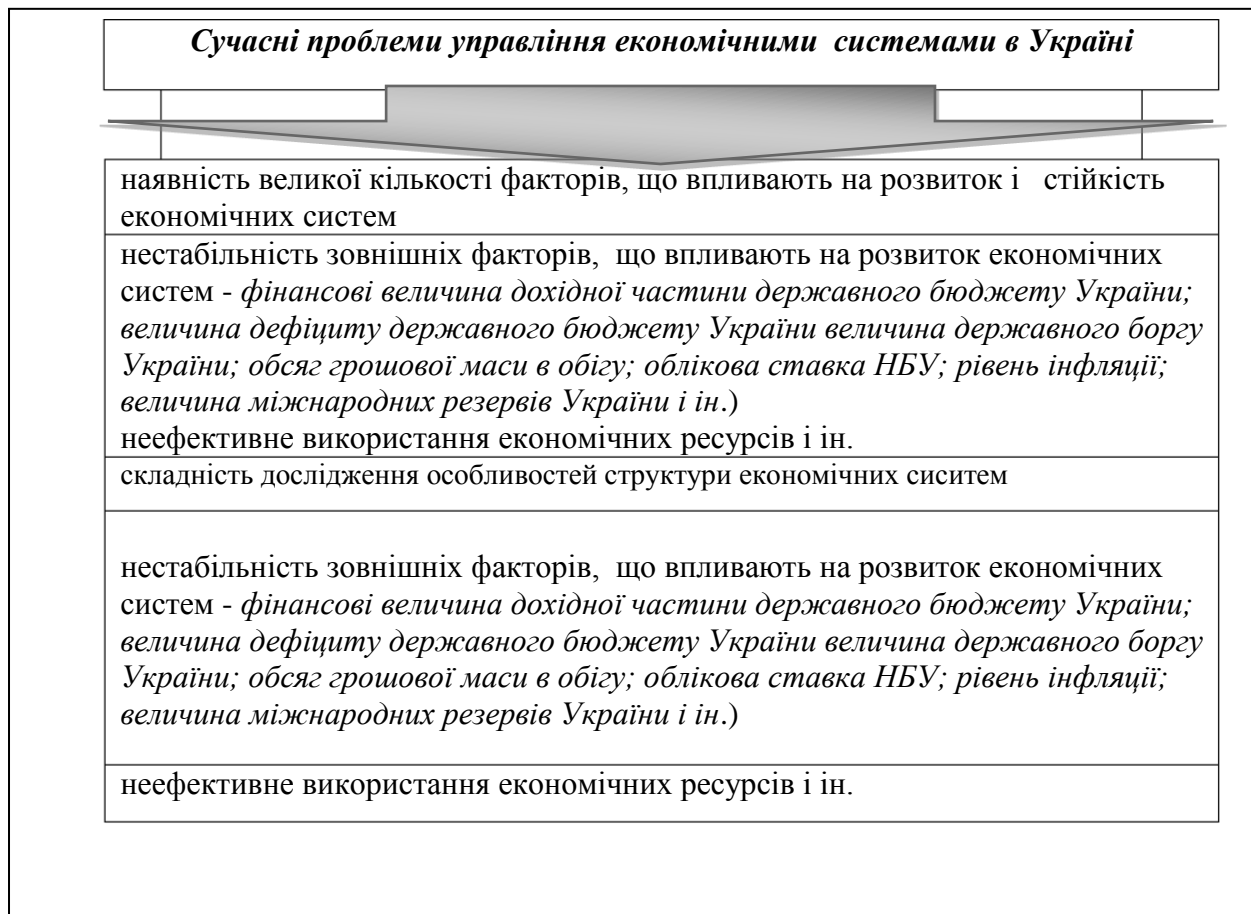 Сучасні проблеми управління економічними системами в Україні
наявність великої кількості факторів, що впливають на розвиток і стійкість
економічних систем
нестабільність зовнішніх факторів, що впливають на розвиток економічних
систем - фінансові величина дохідної частини державного бюджету України;
величина дефіциту державного бюджету України величина державного боргу
України; обсяг грошової маси в обігу; облікова ставка НБУ; рівень інфляції;
величина міжнародних резервів України і ін.)
неефективне використання економічних ресурсів і ін.
складність дослідження особливостей структури економічних сиситем
нестабільність зовнішніх факторів, що впливають на розвиток економічних
систем - фінансові величина дохідної частини державного бюджету України;
величина дефіциту державного бюджету України величина державного боргу
України; обсяг грошової маси в обігу; облікова ставка НБУ; рівень інфляції;
величина міжнародних резервів України і ін.)
неефективне використання економічних ресурсів і ін.